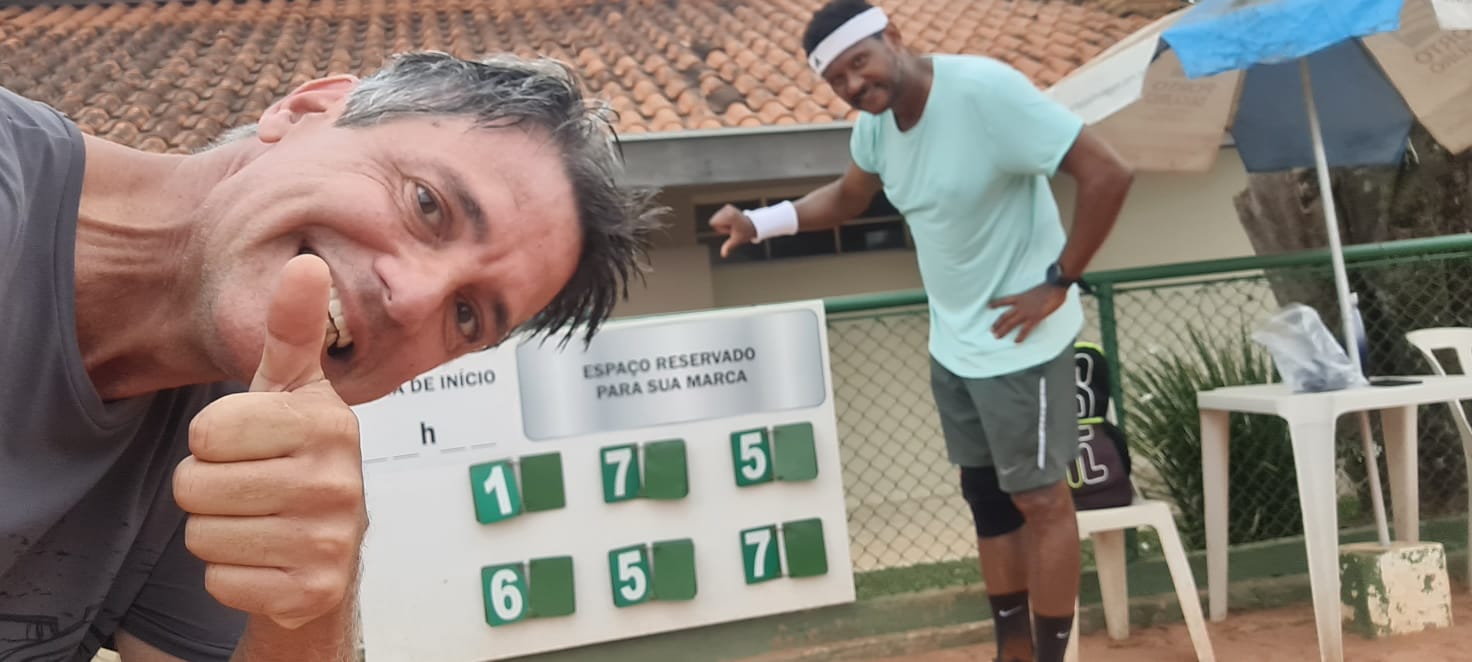 DE INÍCIO
h
ESPAÇO RESERVADO
PARA SUA MARCA
1 7 5
6 5 7